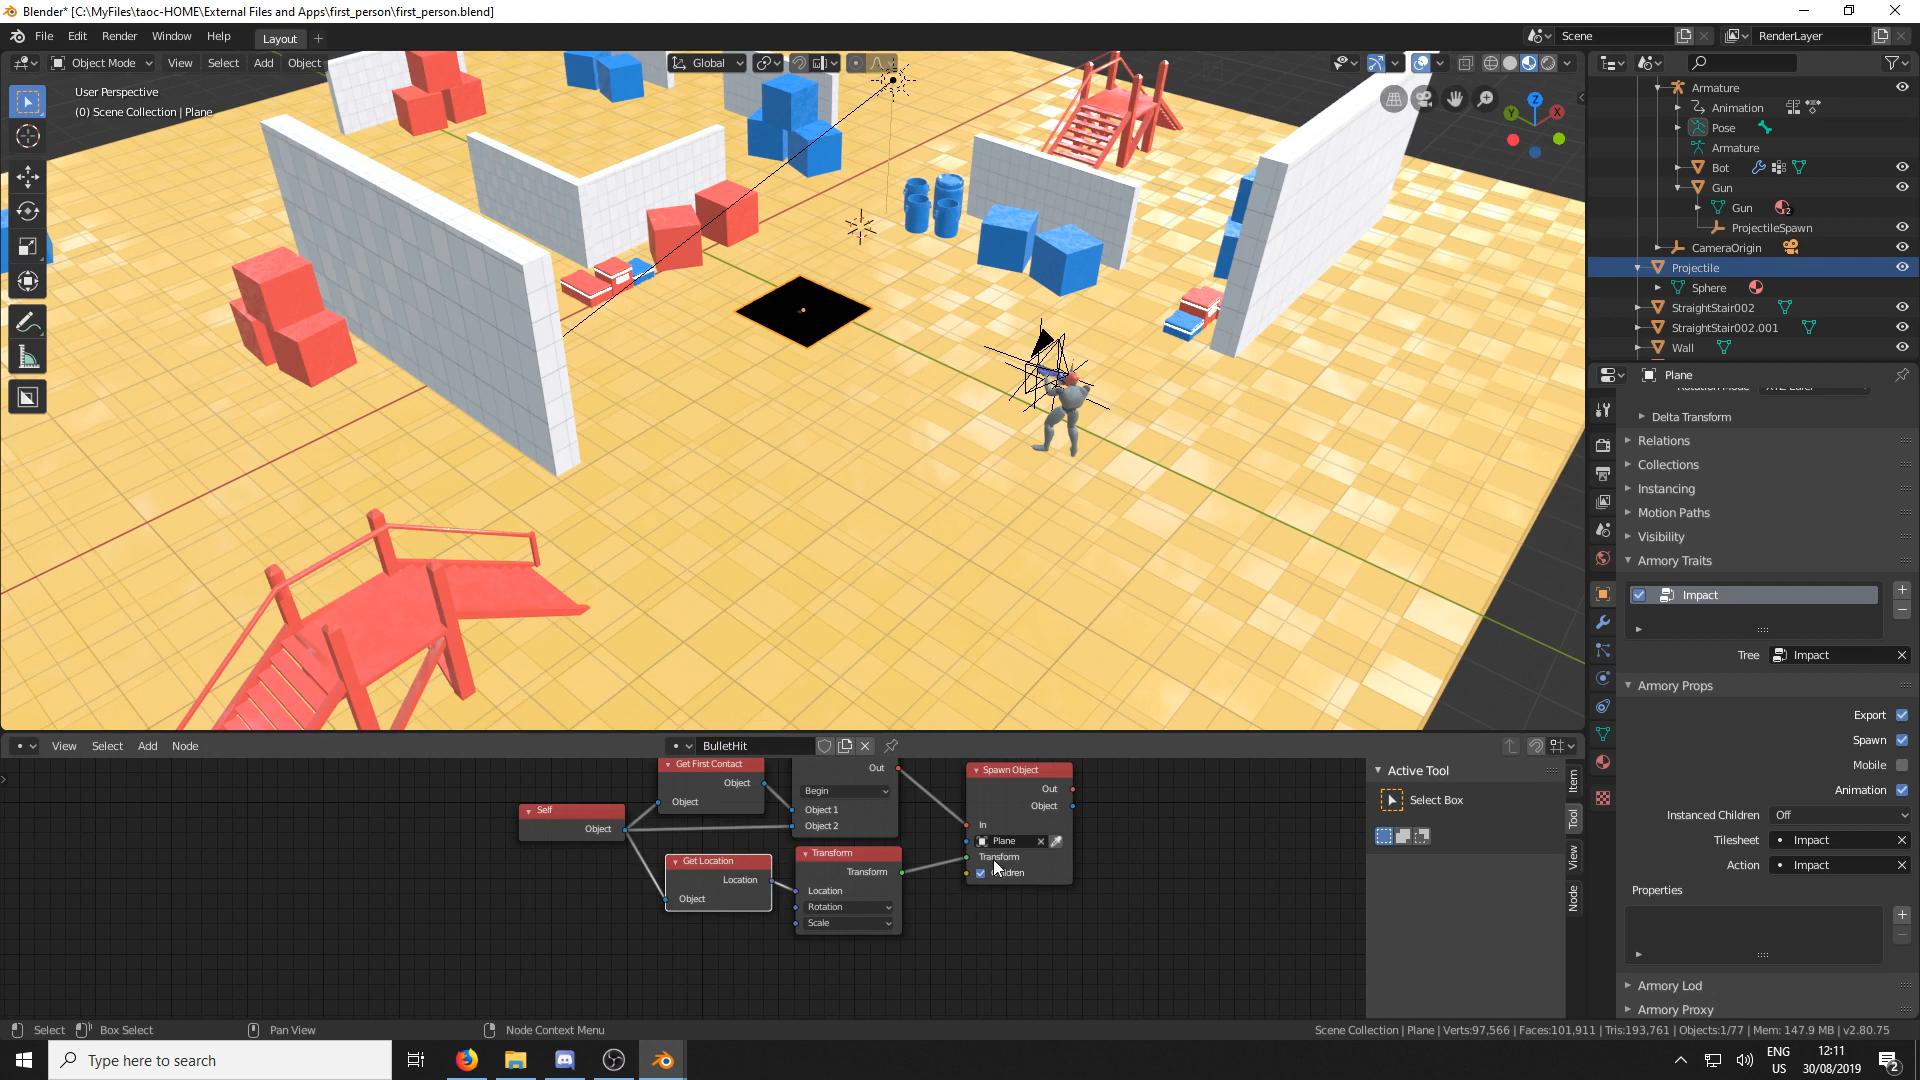 Blender* [C:\MyFiles\taoc-HOME\External Files and Apps\first_person\first_person.blend]
File Edit Render Window Help Layout + Scene RenderLayer
Object Mode View Select Add Object Global
User Perspective
(0) Scene Collection | Plane
Z
Y
X
Armature
Animation
Pose
Armature
Bot
Gun
Gun 2
ProjectileSpawn
CameraOrigin
Projectile
Sphere
StraightStair002
StraightStair002.001
Wall
Plane
Delta Transform
Relations
Collections
Instancing
Motion Paths
Visibility
Armory Traits
Impact
Tree Impact
Armory Props
Export
Spawn
Mobile
Animation
Instanced Children Off
Tilesheet Impact
Action Impact
Properties
Armory Lod
Armory Proxy
View Select Add Node BulletHit
Self
Object
Get First Contact
Object
Object
Out
Begin
Object 1
Object 2
Get Location
Location
Object
Transform
Transform
Location
Rotation
Scale
Spawn Object
Out
Object
In
Plane
Transform
Active Tool
Select Box
Item
Tool
View
Node
Select Box Select Pan View Node Context Menu
Scene Collection | Plane | Verts:97,566 | Faces:101,911 | Tris:193,761 | Objects:1/77 | Mem: 147.9 MB | v2.80.75
Type here to search
ENG
US
12:11
30/08/2019
2